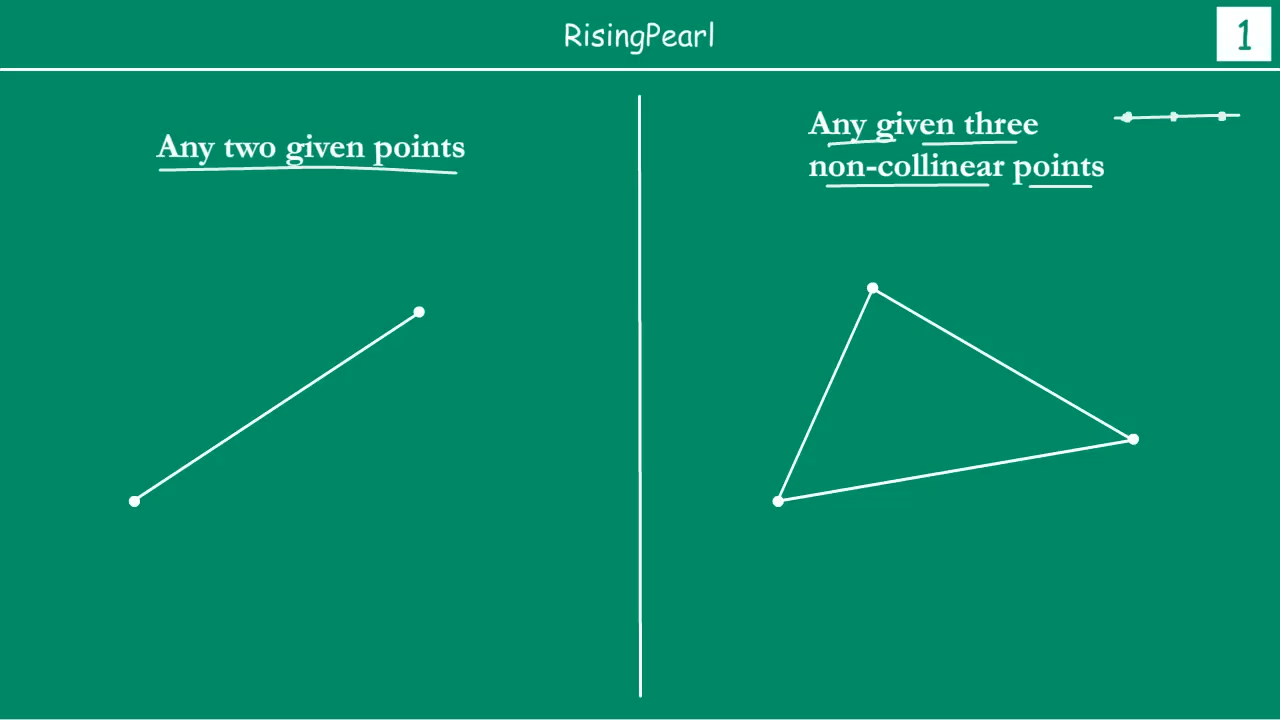 RisingPearl
1
Any two given points
Any given three
non-collinear points